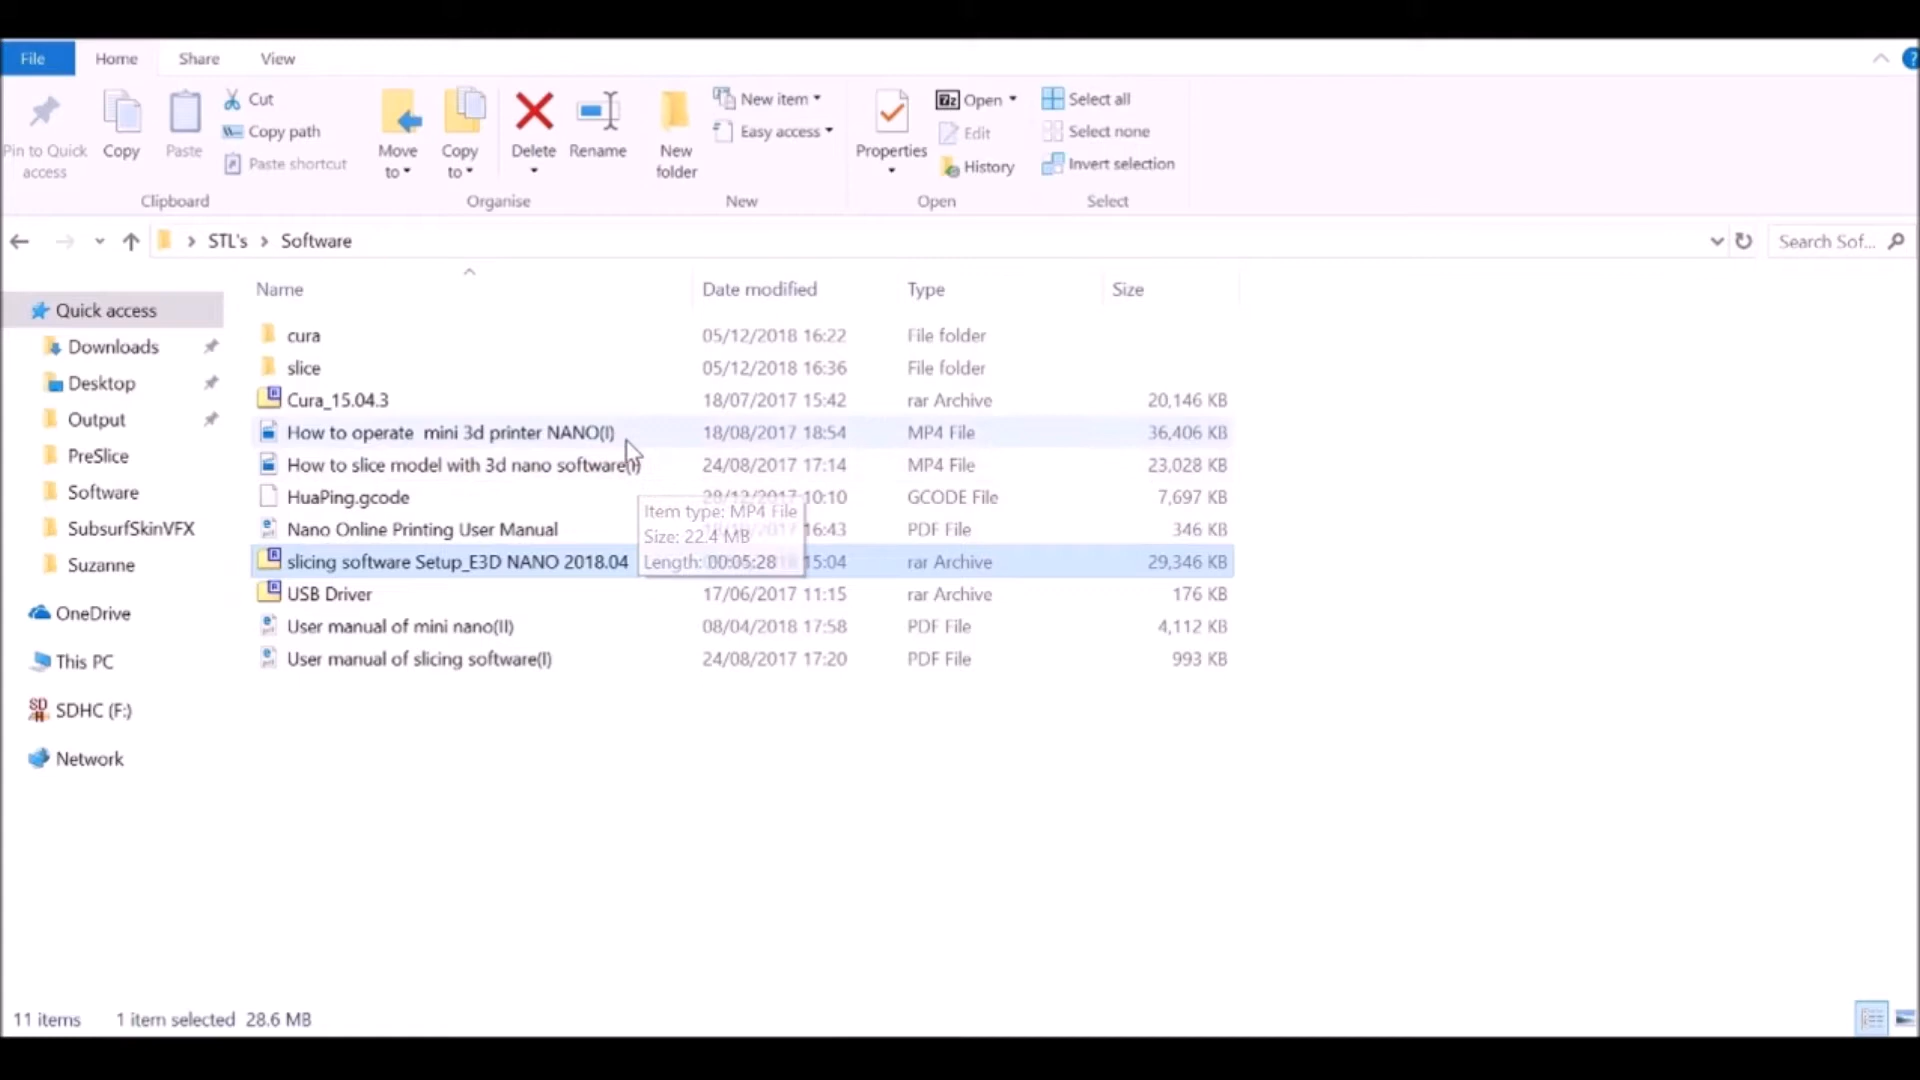 File Home Share View
Pin to Quick access
Copy
Paste
Cut
Copy path
Paste shortcut
Clipboard
Move to
Copy to
Delete
Rename
Organise
New folder
New item
Easy access
New
Properties
Open
Edit
History
Open
Select all
Select none
Invert selection
Select
STL's Software
Search Sof...
Name Date modified Type Size
Quick access
Downloads
Desktop
Output
PreSlice
Software
SubsurfSkinVFX
Suzanne
OneDrive
This PC
SDHC (F:)
Network
cura 05/12/2018 16:22 File folder
slice 05/12/2018 16:36 File folder
Cura_15.04.3 18/07/2017 15:42 rar Archive 20,146 KB
How to operate mini 3d printer NANO(I) 18/08/2017 18:54 MP4 File 36,406 KB
How to slice model with 3d nano software(I) 24/08/2017 17:14 MP4 File 23,028 KB
HuaPing.gcode 28/12/2017 10:10 GCODE File 7,697 KB
Nano Online Printing User Manual 16:43 PDF File 346 KB
slicing software Setup_E3D NANO 2018.04 15:04 rar Archive 29,346 KB
USB Driver 17/06/2017 11:15 rar Archive 176 KB
User manual of mini nano(II) 08/04/2018 17:58 PDF File 4,112 KB
User manual of slicing software(I) 24/08/2017 17:20 PDF File 993 KB
Item type: MP4 File
Size: 22.4 MB
Length: 00:05:28
11 items 1 item selected 28.6 MB